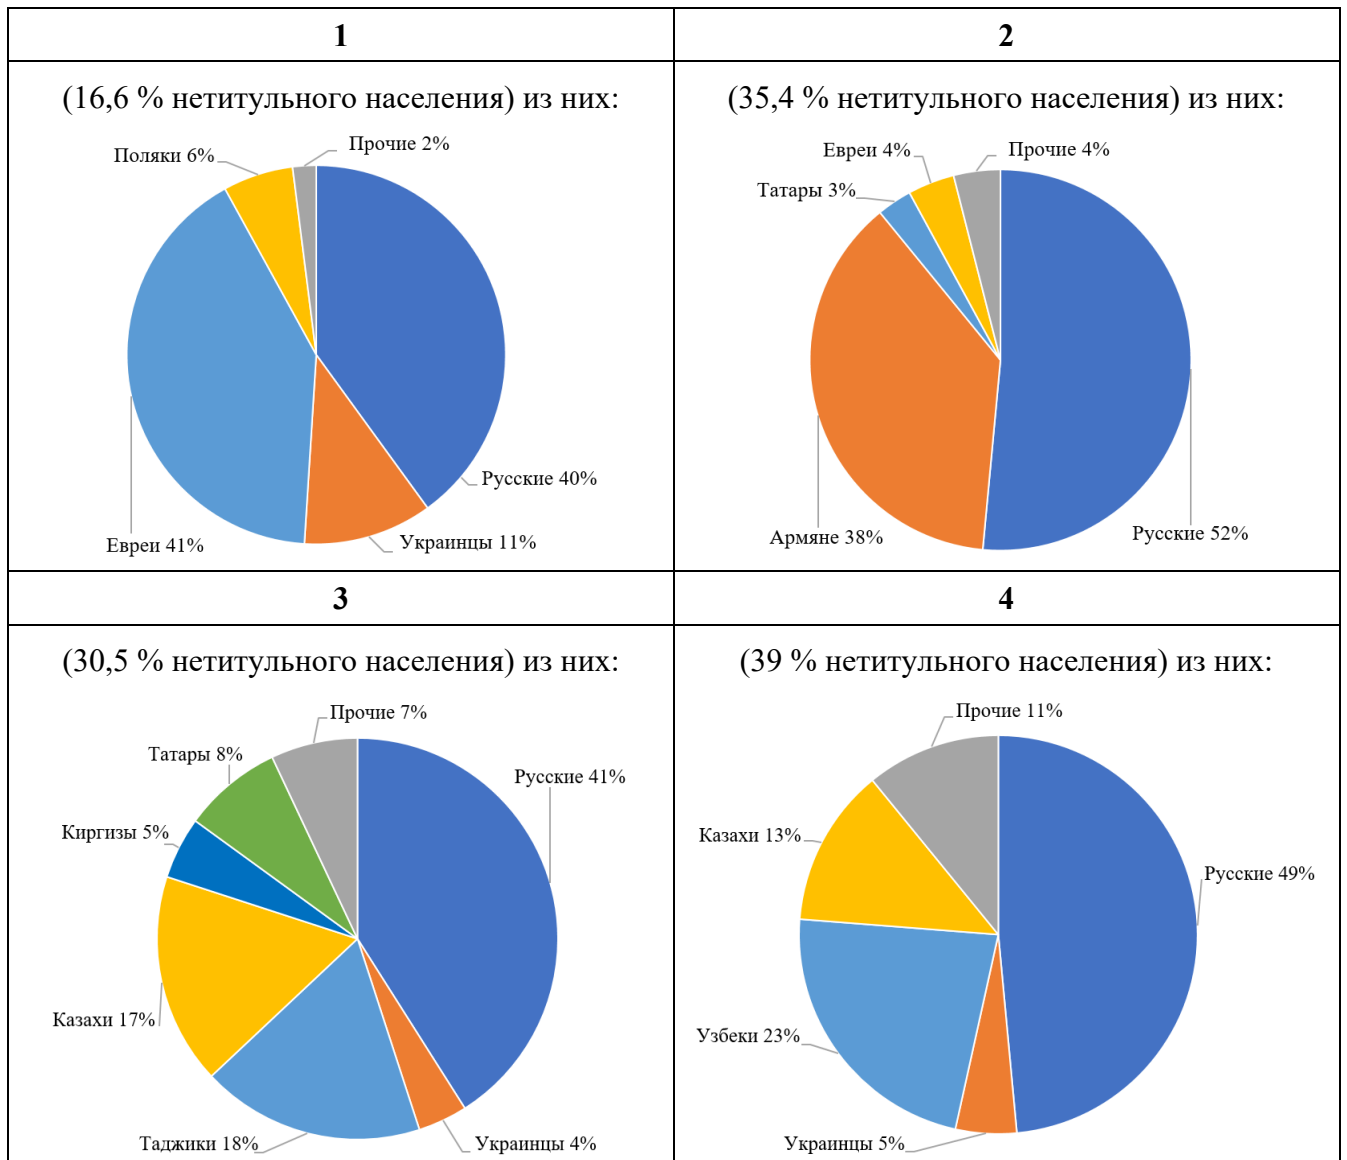 1
2
(16,6 % нетитульного населения) из них:
(35,4 % нетитульного населения) из них:
Поляки 6%
Прочие 2%
Русские 40%
Украинцы 11%
Евреи 41%
Евреи 4%
Прочие 4%
Татары 3%
Армяне 38%
Русские 52%
3
4
(30,5 % нетитульного населения) из них:
(39 % нетитульного населения) из них:
Прочие 7%
Татары 8%
Русские 41%
Киргизы 5%
Казахи 17%
Таджики 18%
Украинцы 4%
Прочие 11%
Казахи 13%
Русские 49%
Узбеки 23%
Украинцы 5%